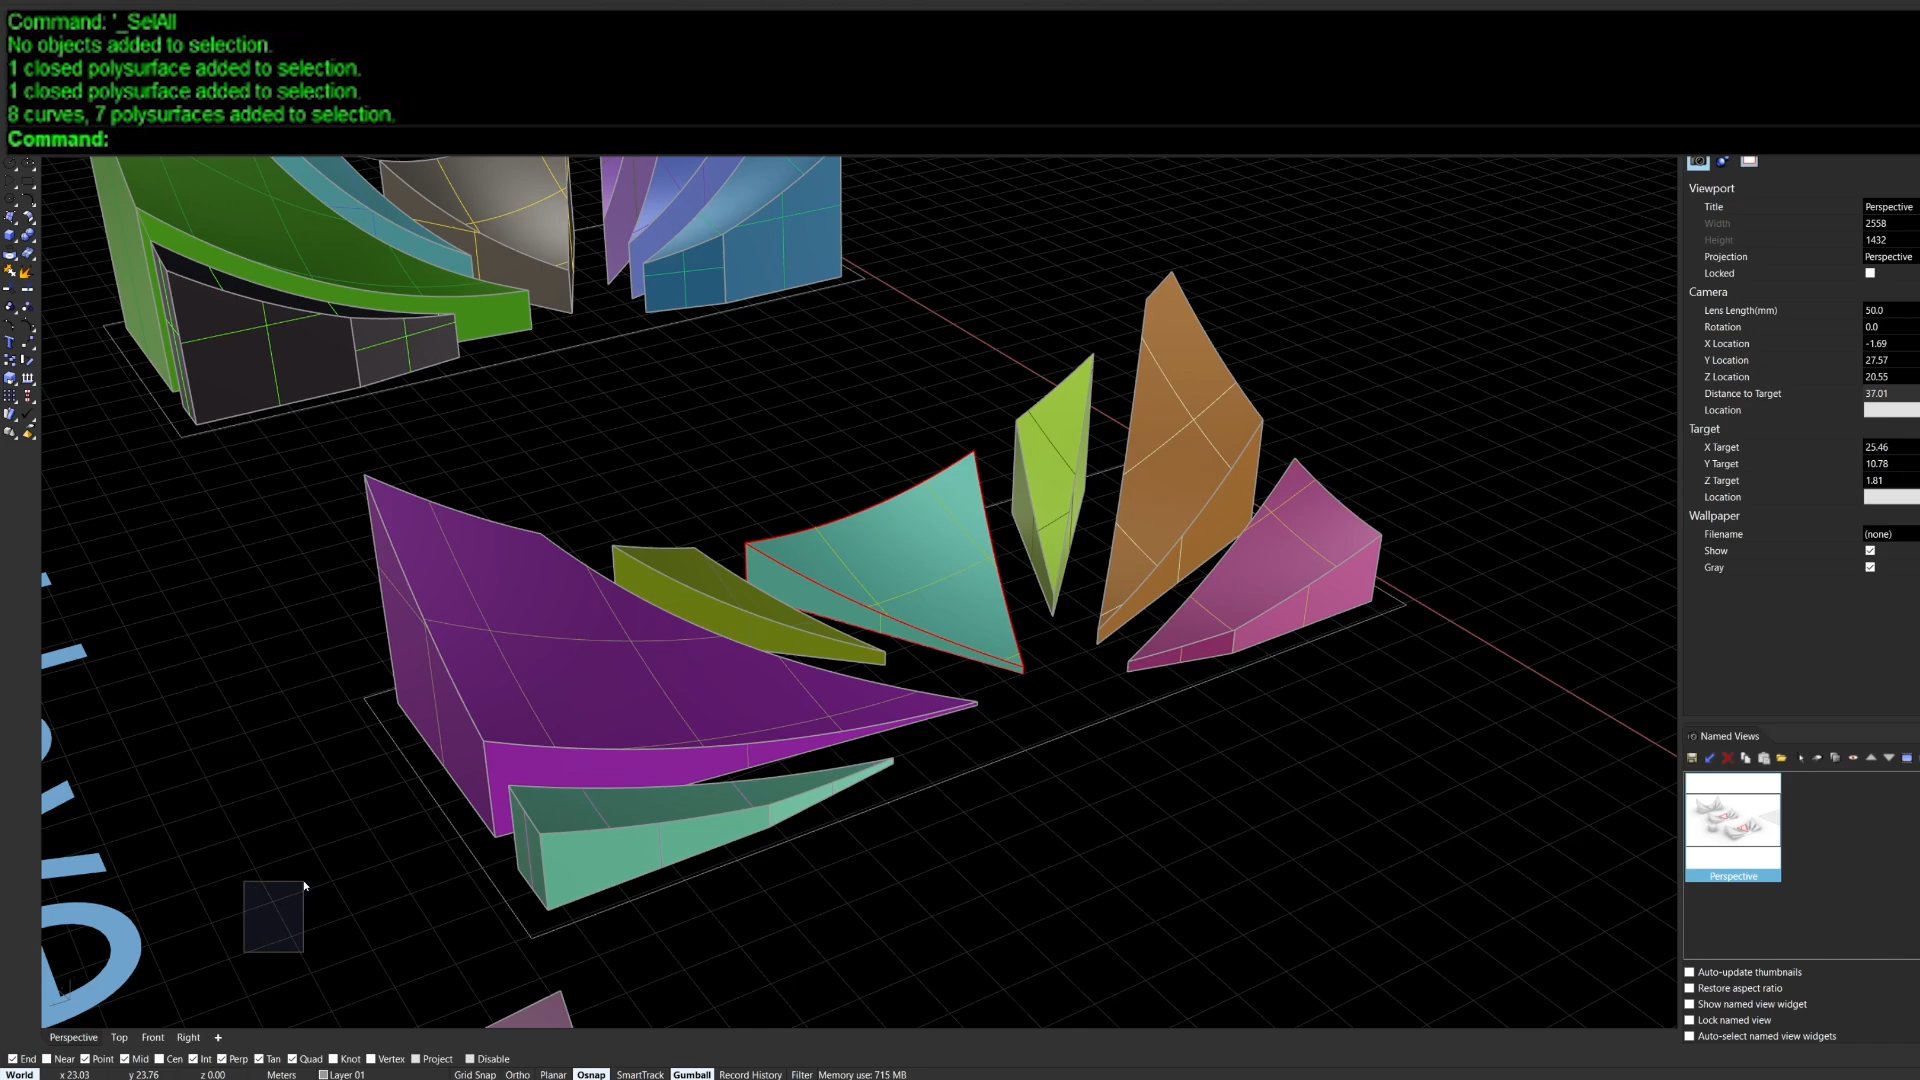 Command: '_SelAll
No objects added to selection.
1 closed polysurface added to selection.
1 closed polysurface added to selection.
8 curves, 7 polysurfaces added to selection.
Command:
Viewport
Title Perspective
Width 2558
Height 1432
Projection Perspective
Locked
Camera
Lens Length(mm) 50.0
Rotation 0.0
X Location -1.69
Y Location 27.57
Z Location 20.55
Distance to Target 37.01
Location
Target
X Target 25.46
Y Target 10.78
Z Target 1.81
Location
Wallpaper
Filename (none)
Show
Gray
Named Views
Perspective
Auto-update thumbnails
Restore aspect ratio
Show named view widget
Lock named view
Auto-select named view widgets
D
Perspective Top Front Right +
End Near Point Mid Cen Int Perp Tan Quad Knot Vertex Project Disable
World x 23.03 y 23.76 z 0.00 Meters Layer 01 Grid Snap Ortho Planar Osnap SmartTrack Gumball Record History Filter Memory use: 715 MB